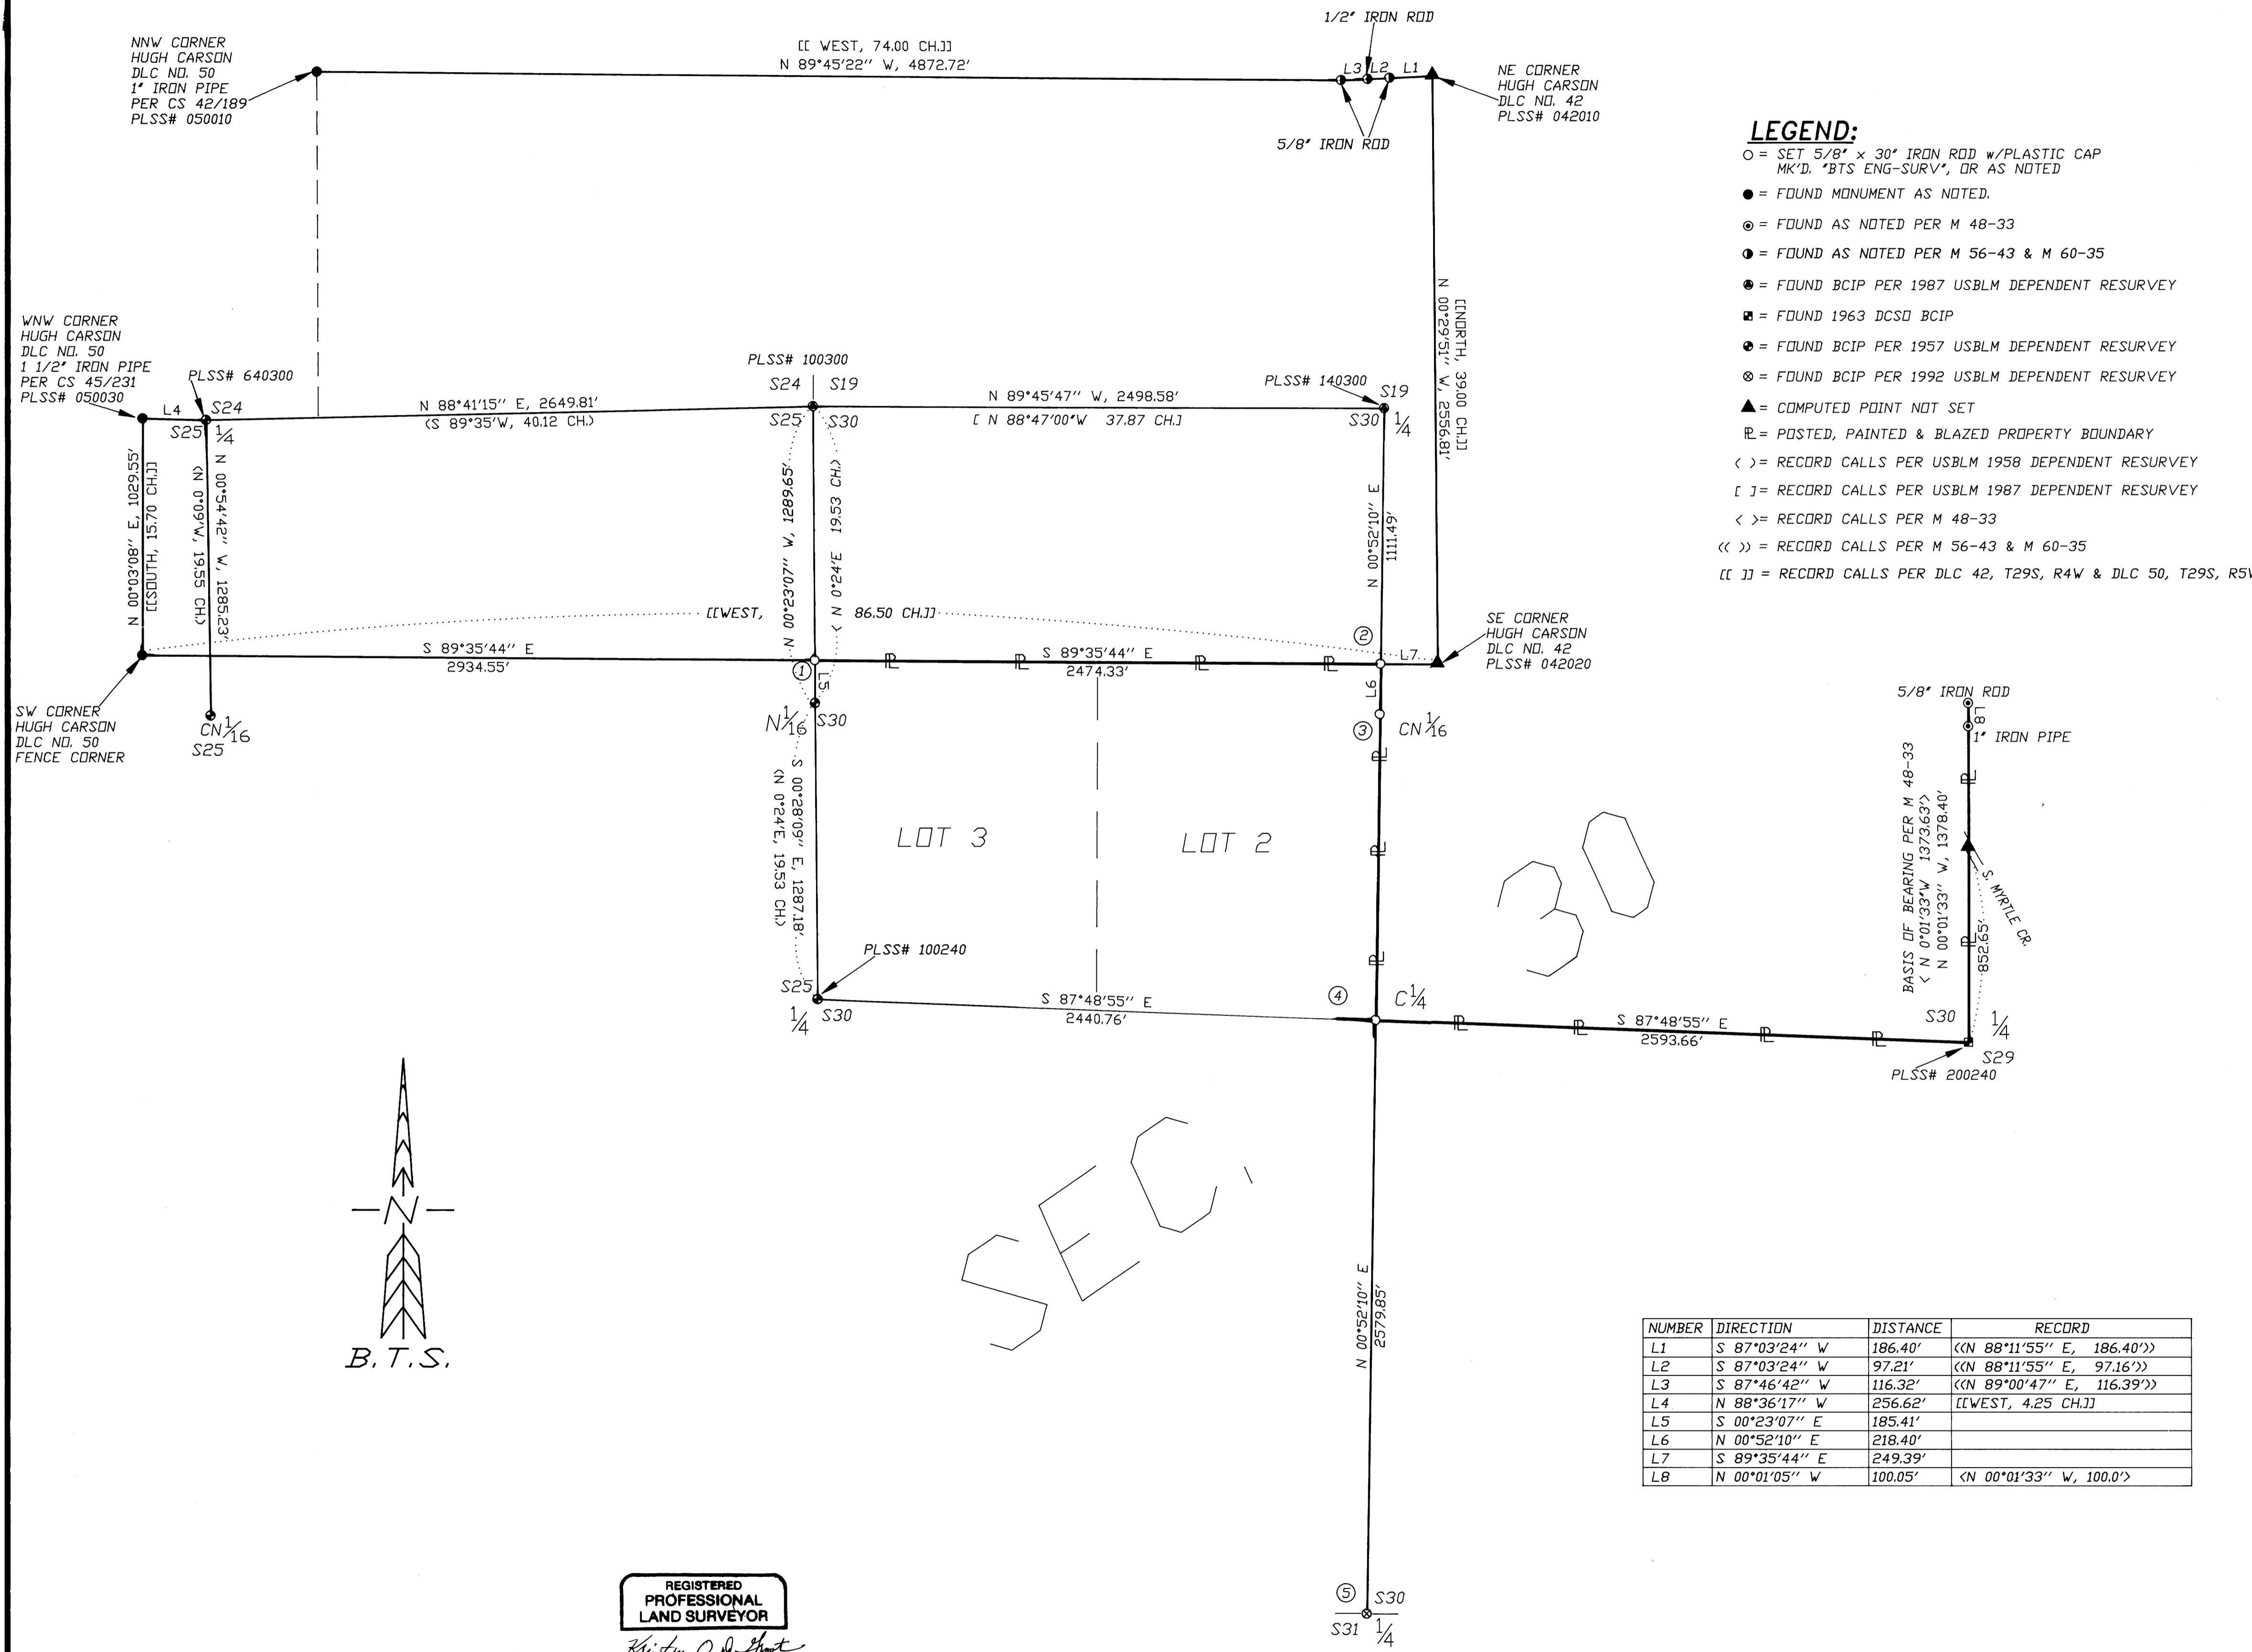 1/2" IRON ROD
NNW CORNER
HUGH CARSON
DLC NO. 50
1" IRON PIPE
PER CS 42/189
PLSS# 050010
[[ WEST, 74.00 CH.]]
N 89°45'22'' W, 4872.72'
L3
L2
L1
NE CORNER
HUGH CARSON
DLC NO. 42
PLSS# 042010
5/8" IRON ROD
LEGEND:
= SET 5/8" x 30" IRON ROD w/PLASTIC CAP
MK'D. "BTS ENG-SURV", OR AS NOTED
= FOUND MONUMENT AS NOTED.
= FOUND AS NOTED PER M 48-33
= FOUND AS NOTED PER M 56-43 & M 60-35
= FOUND BCIP PER 1987 USBLM DEPENDENT RESURVEY
= FOUND 1963 DCSO BCIP
= FOUND BCIP PER 1957 USBLM DEPENDENT RESURVEY
= FOUND BCIP PER 1992 USBLM DEPENDENT RESURVEY
= COMPUTED POINT NOT SET
PL = POSTED, PAINTED & BLAZED PROPERTY BOUNDARY
( )= RECORD CALLS PER USBLM 1958 DEPENDENT RESURVEY
[ ]= RECORD CALLS PER USBLM 1987 DEPENDENT RESURVEY
< >= RECORD CALLS PER M 48-33
(( )) = RECORD CALLS PER M 56-43 & M 60-35
[[ ]] = RECORD CALLS PER DLC 42, T29S, R4W & DLC 50, T29S, R5
[[NORTH, 39.00 CH.]]
N 00°29'51'' W, 2556.81'
WNW CORNER
HUGH CARSON
DLC NO. 50
1 1/2" IRON PIPE
PER CS 45/231
PLSS# 050030
PLSS# 640300
L4
S24
S25
1/4
N 88°41'15'' E, 2649.81'
(S 89°35'W, 40.12 CH.)
PLSS# 100300
S24
S19
S25
S30
N 89°45'47'' W, 2498.58'
[ N 88°47'00"W 37.87 CH.]
PLSS# 140300
S19
S30
1/4
N 00°03'08'' E, 1029.55'
[[SOUTH, 15.70 CH.]]
(N 0°09'W, 19.55 CH.)
N 00°54'42'' W, 1285.23'
N 00°23'07'' W, 1289.65'
( N 0°24'E 19.53 CH.)
N 00°52'10'' E
1111.49'
[[WEST,
86.50 CH.]]
S 89°35'44'' E
2934.55'
S 89°35'44'' E
2474.33'
PL
PL
PL
PL
1
2
L5
L6
L7
SE CORNER
HUGH CARSON
DLC NO. 42
PLSS# 042020
SW CORNER
HUGH CARSON
DLC NO. 50
FENCE CORNER
CN 1/16
S25
N 1/16
S30
3
CN 1/16
PL
PL
PL
S 00°28'09'' E, 1287.18'
(N 0°24'E, 19.53 CH.)
LOT 3
LOT 2
30
5/8" IRON ROD
L8
1" IRON PIPE
BASIS OF BEARING PER M 48-33
< N 0°01'33"W 1373.63'>
N 00°01'33'' W, 1378.40'
PL
PL
S. MYRTLE CR.
852.65'
PLSS# 100240
S25
1/4
S30
S 87°48'55'' E
2440.76'
4
C1/4
PL
PL
S 87°48'55'' E
2593.66'
PL
PL
S30
1/4
S29
PLSS# 200240
SEC.
N
B.T.S.
N 00°52'10'' E
2579.85'
NUMBER DIRECTION DISTANCE RECORD
L1 S 87°03'24'' W 186.40' ((N 88°11'55'' E, 186.40'))
L2 S 87°03'24'' W 97.21' ((N 88°11'55'' E, 97.16'))
L3 S 87°46'42'' W 116.32' ((N 89°00'47'' E, 116.39'))
L4 N 88°36'17'' W 256.62' [[WEST, 4.25 CH.]]
L5 S 00°23'07'' E 185.41'
L6 N 00°52'10'' E 218.40'
L7 S 89°35'44'' E 249.39'
L8 N 00°01'05'' W 100.05' <N 00°01'33'' W, 100.0'>
REGISTERED
PROFESSIONAL
LAND SURVEYOR
5
S30
S31
1/4